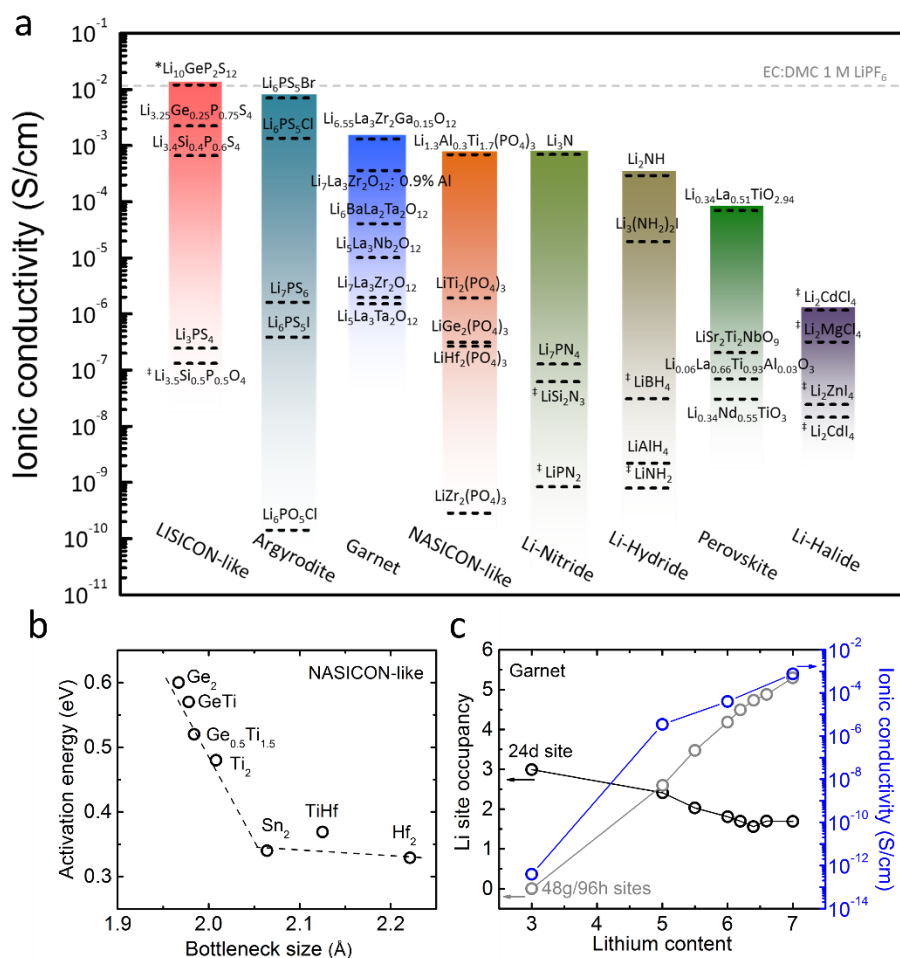 a
Ionic conductivity (S/cm)
10⁻¹
10⁻²
10⁻³
10⁻⁴
10⁻⁵
10⁻⁶
10⁻⁷
10⁻⁸
10⁻⁹
10⁻¹⁰
10⁻¹¹
EC:DMC 1 M LiPF₆
*Li₁₀GeP₂S₁₂
Li₃.₂₅Ge₀.₂₅P₀.₇₅S₄
Li₃.₄Si₀.₄P₀.₆S₄
Li₃PS₄
‡Li₃.₅Si₀.₅P₀.₅O₄
Li₆PS₅Br
Li₆PS₅Cl
Li₇PS₆
Li₆PS₅I
Li₆PO₅Cl
Li₆.₅₅La₃Zr₂Ga₀.₁₅O₁₂
Li₇La₃Zr₂O₁₂: 0.9% Al
Li₆BaLa₂Ta₂O₁₂
Li₅La₃Nb₂O₁₂
Li₇La₃Zr₂O₁₂
Li₅La₃Ta₂O₁₂
Li₁.₃Al₀.₃Ti₁.₇(PO₄)₃
LiTi₂(PO₄)₃
LiGe₂(PO₄)₃
LiHf₂(PO₄)₃
LiZr₂(PO₄)₃
Li₃N
Li₇PN₄
‡ LiSi₂N₃
‡ LiPN₂
Li₂NH
Li₃(NH₂)₂I
‡ LiBH₄
LiAlH₄
‡ LiNH₂
Li₀.₃₄La₀.₅₁TiO₂.₉₄
LiSr₂Ti₂NbO₉
Li₀.₀₆La₀.₆₆Ti₀.₉₃Al₀.₀₃O₃
Li₀.₃₄Nd₀.₅₅TiO₃
‡ Li₂CdCl₄
‡ Li₂MgCl₄
‡ Li₂ZnI₄
‡ Li₂CdI₄
LISICON-like
Argyrodite
Garnet
NASICON-like
Li-Nitride
Li-Hydride
Perovskite
Li-Halide
b
NASICON-like
Activation energy (eV)
0.6
0.5
0.4
0.3
Ge₂
GeTi
Ge₀.₅Ti₁.₅
Ti₂
Sn₂
TiHf
Hf₂
1.9
2.0
2.1
2.2
Bottleneck size (Å)
c
Garnet
Li site occupancy
6
5
4
3
2
1
0
24d site
48g/96h sites
3
4
5
6
7
Lithium content
10⁻²
10⁻⁴
10⁻⁶
10⁻⁸
10⁻¹⁰
10⁻¹²
10⁻¹⁴
Ionic conductivity (S/cm)